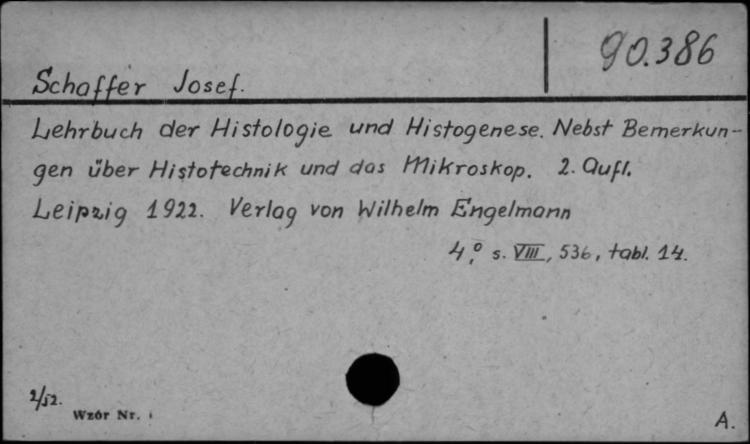 90.386
Schaffer Josef.
Lehrbuch der Histologie und Histogenese. Nebst Bemerkun-
gen über Histotechnik und das Mikroskop. 2. Aufl.
Leipzig 1922. Verlag von Wilhelm Engelmann
4,° s. VIII, 536, tabl. 14.
2/52.
Wzór Nr.
A.